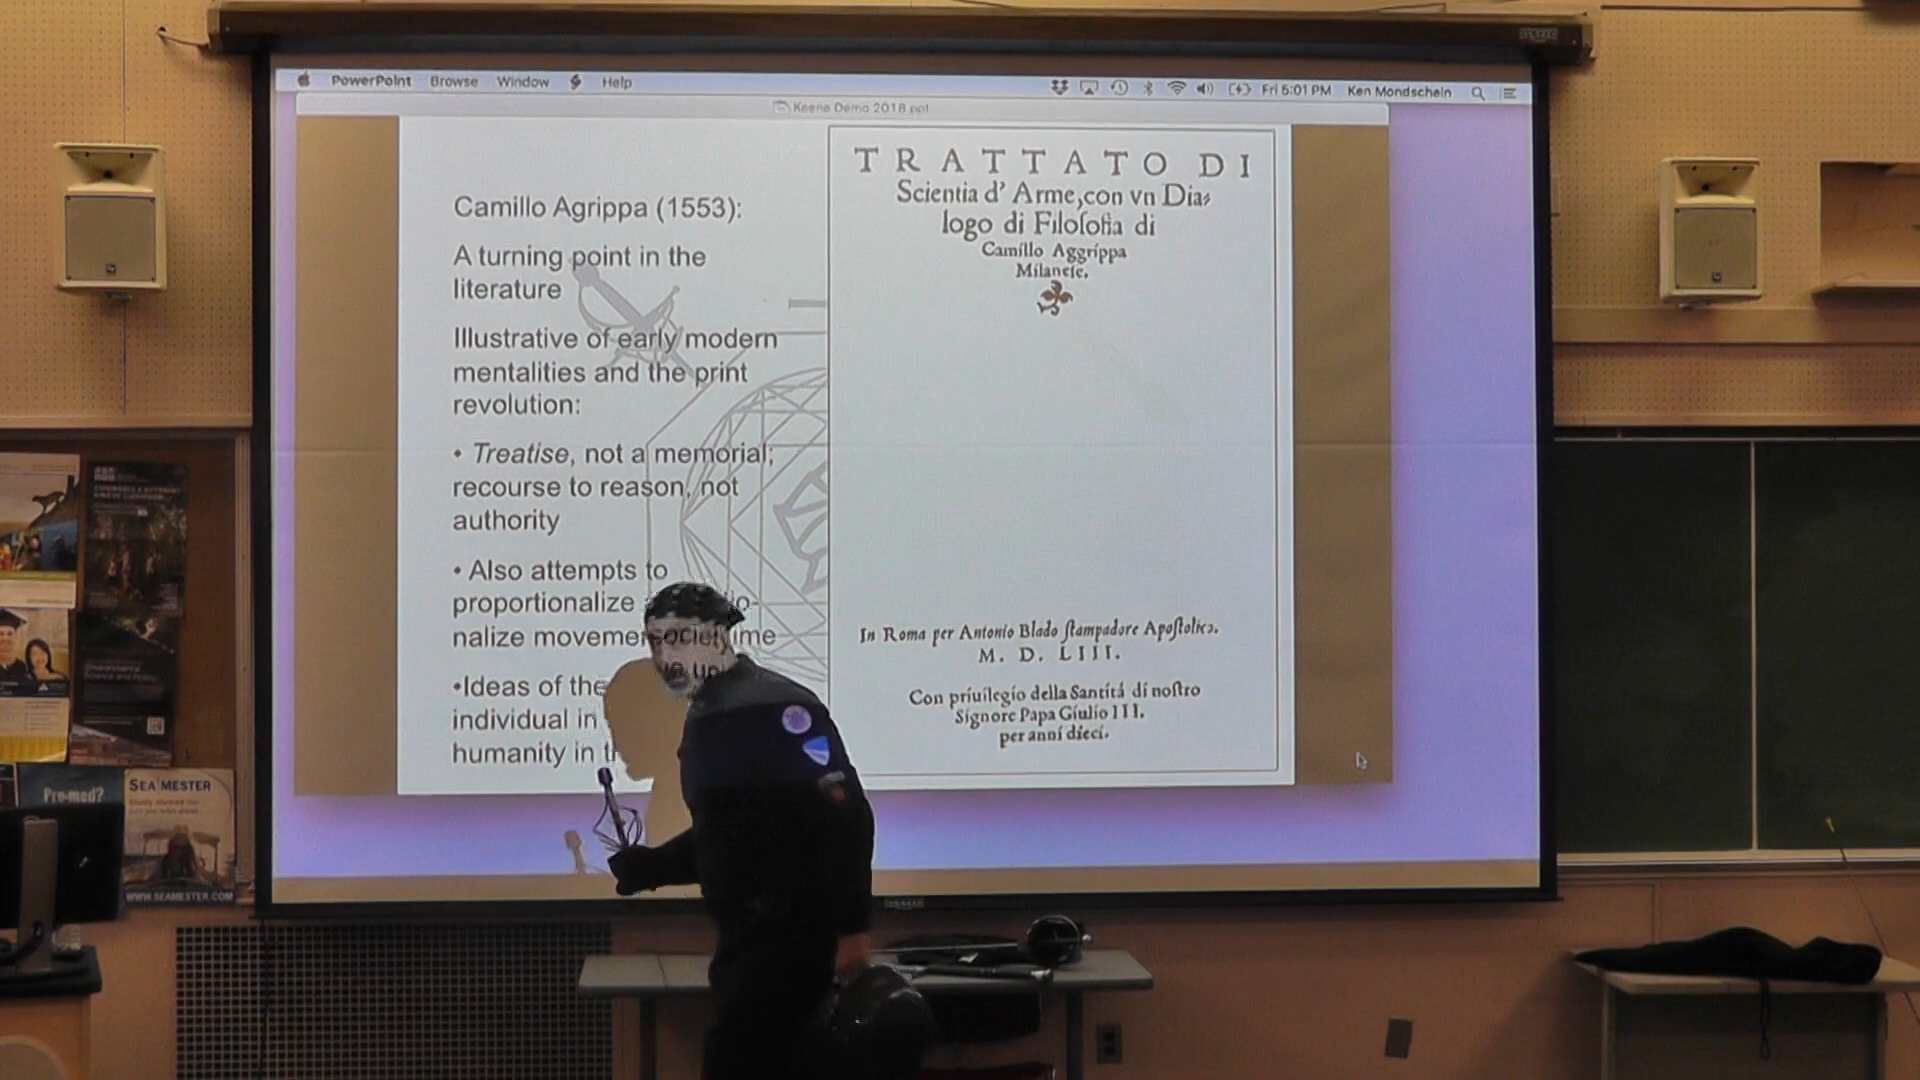 PowerPoint Browse Window Help
Fri 5:01 PM Ken Mondschein
Keene Demo 2018.ppt
Camillo Agrippa (1553):
A turning point in the
literature
Illustrative of early modern
mentalities and the print
revolution:
• Treatise, not a memorial;
recourse to reason, not
authority
• Also attempts to
proportionalize
nalize
•Ideas of the
individual in
humanity in
TRATTATO DI
Scientia d' Arme, con vn Dia-
logo di Filoſofia di
Camillo Aggrippa
Milaneſe.
In Roma per Antonio Blado ſtampadore Apoſtolico.
M. D. LIII.
Con priuilegio della Santità di noſtro
Signore Papa Giulio III.
per anni dieci.
Pre-med?
SEA|MESTER
WWW.SEAMESTER.COM